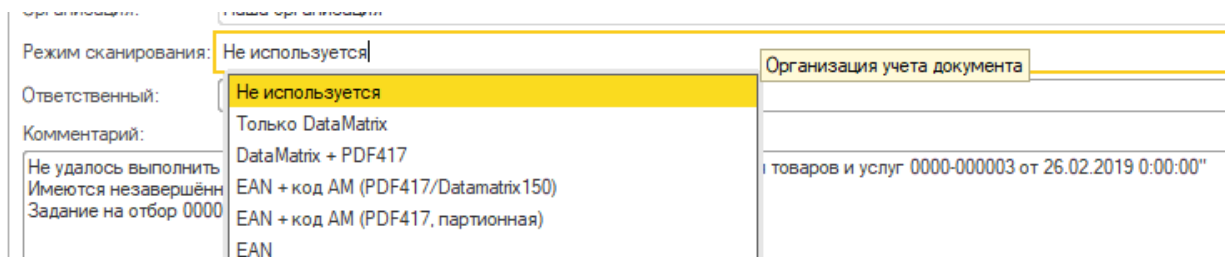 Организация: Наша организация
Режим сканирования: Не используется
Организация учета документа
Ответственный: Не используется
Только DataMatrix
Комментарий:
DataMatrix + PDF417
Не удалось выполнить товаров и услуг 0000-000003 от 26.02.2019 0:00:00"
Имеются незавершённ EAN + код АМ (PDF417/Datamatrix150)
Задание на отбор 0000
EAN + код АМ (PDF417, партионная)
EAN